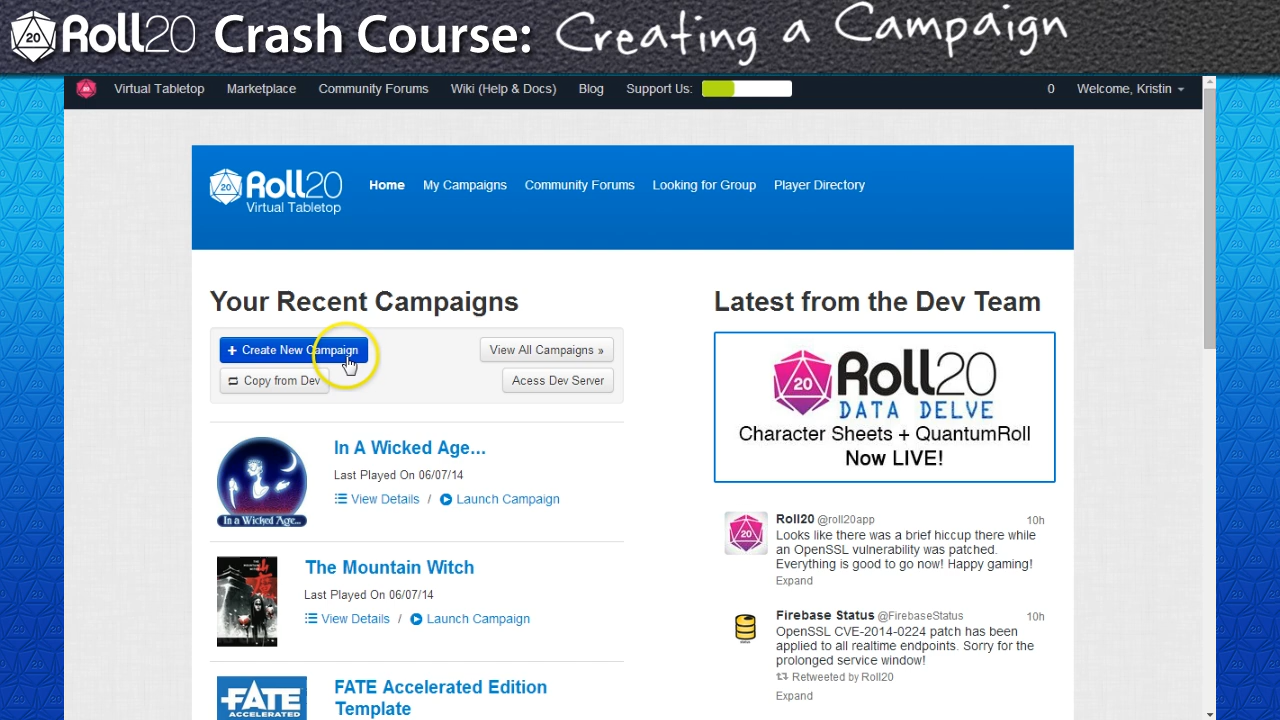 Roll20 Crash Course: Creating a Campaign
Virtual Tabletop Marketplace Community Forums Wiki (Help & Docs) Blog Support Us: 0 Welcome, Kristin
20 Roll20
Virtual Tabletop
Home My Campaigns Community Forums Looking for Group Player Directory
Your Recent Campaigns
+ Create New Campaign
View All Campaigns »
Copy from Dev
Acess Dev Server
In a Wicked Age...
In A Wicked Age...
Last Played On 06/07/14
View Details / Launch Campaign
The Mountain Witch
Last Played On 06/07/14
View Details / Launch Campaign
FATE
ACCELERATED
FATE Accelerated Edition
Template
Latest from the Dev Team
20 Roll20
DATA DELVE
Character Sheets + QuantumRoll
Now LIVE!
20
Roll20 @roll20app 10h
Looks like there was a brief hiccup there while
an OpenSSL vulnerability was patched.
Everything is good to go now! Happy gaming!
Expand
Firebase Status @FirebaseStatus 10h
OpenSSL CVE-2014-0224 patch has been
applied to all realtime endpoints. Sorry for the
prolonged service window!
Retweeted by Roll20
Expand